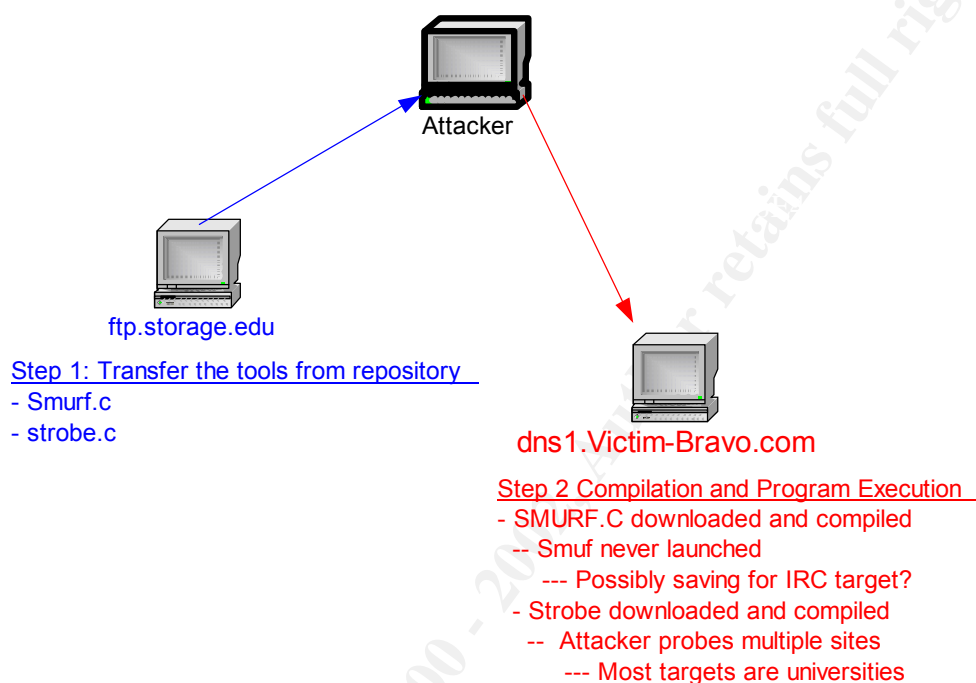 Attacker
ftp.storage.edu
Step 1: Transfer the tools from repository
- Smurf.c
- strobe.c
dns1.Victim-Bravo.com
Step 2 Compilation and Program Execution
- SMURF.C downloaded and compiled
-- Smuf never launched
--- Possibly saving for IRC target?
- Strobe downloaded and compiled
-- Attacker probes multiple sites
--- Most targets are universities
retains full